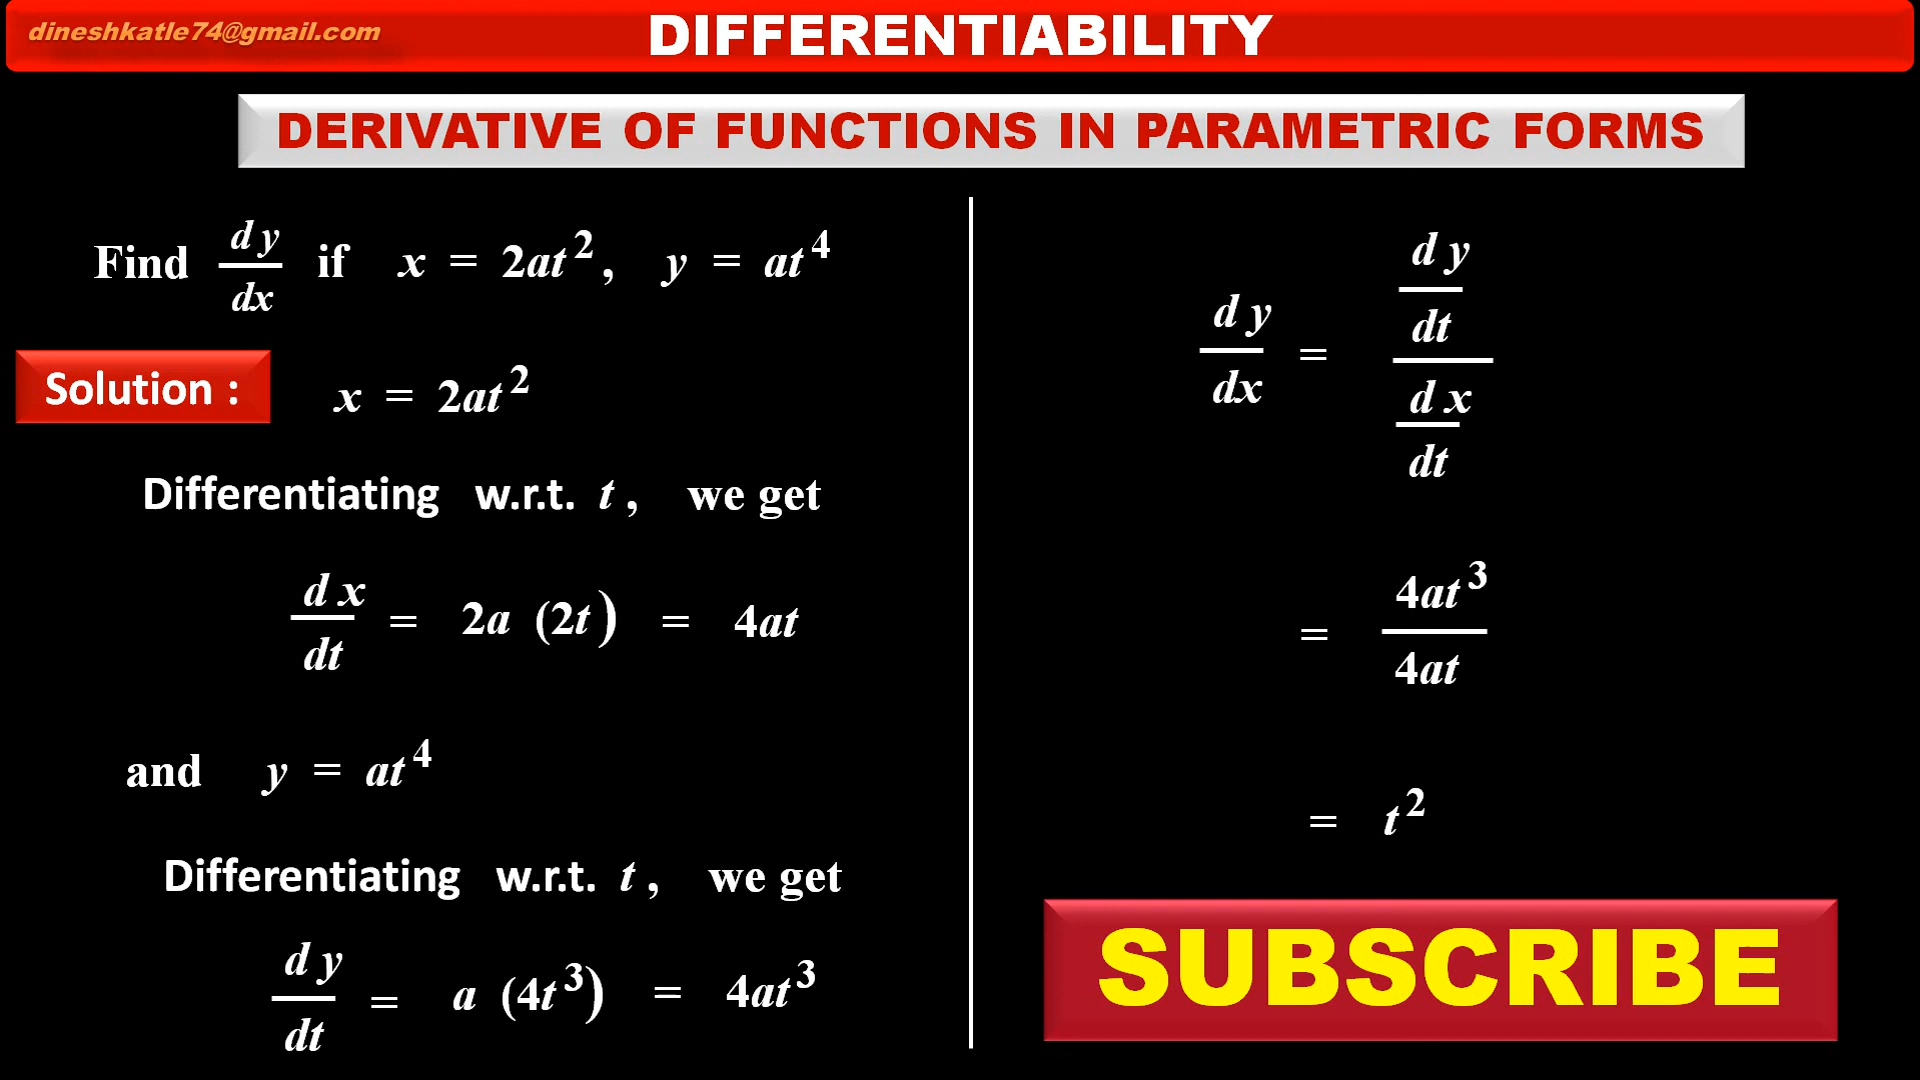 dineshkatle74@gmail.com
DIFFERENTIABILITY
DERIVATIVE OF FUNCTIONS IN PARAMETRIC FORMS
Find dy/dx if x = 2at², y = at⁴
Solution : x = 2at²
Differentiating w.r.t. t, we get
dx/dt = 2a (2t) = 4at
and y = at⁴
Differentiating w.r.t. t, we get
dy/dt = a (4t³) = 4at³
dy/dx = (dy/dt)/(dx/dt)
= 4at³/4at
= t²
SUBSCRIBE